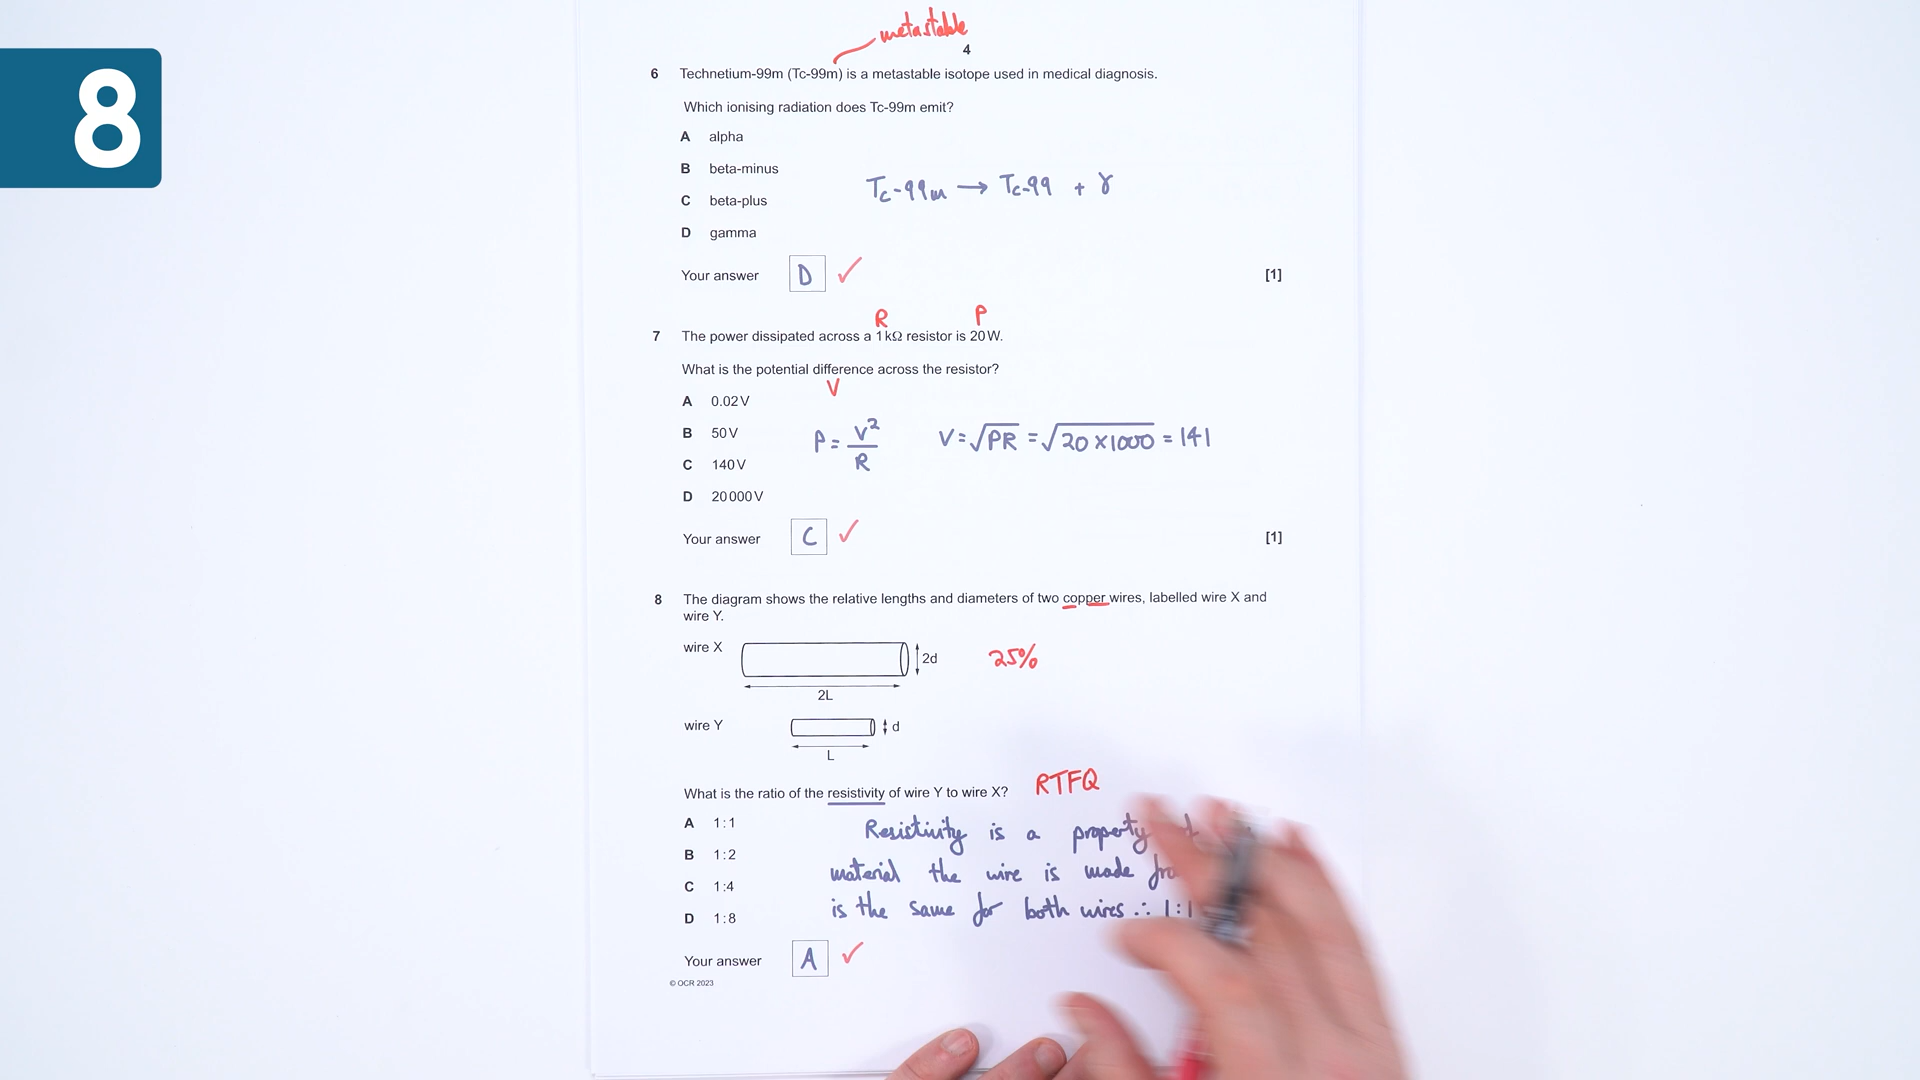 8
metastable
4
6 Technetium-99m (Tc-99m) is a metastable isotope used in medical diagnosis.
Which ionising radiation does Tc-99m emit?
A alpha
B beta-minus
C beta-plus
D gamma
Tc-99m → Tc-99 + γ
Your answer D ✓ [1]
R P
7 The power dissipated across a 1 kΩ resistor is 20 W.
What is the potential difference across the resistor?
V
A 0.02 V
B 50 V
C 140 V
D 20 000 V
P = V²/R V = √PR = √20 × 1000 = 141
Your answer C ✓ [1]
8 The diagram shows the relative lengths and diameters of two copper wires, labelled wire X and
wire Y.
wire X 2d 25%
2L
wire Y d
L
What is the ratio of the resistivity of wire Y to wire X? RTFQ
A 1 : 1
B 1 : 2
C 1 : 4
D 1 : 8
Resistivity is a property
material the wire is made
is the same for both wires ∴ 1:1
Your answer A ✓
© OCR 2023